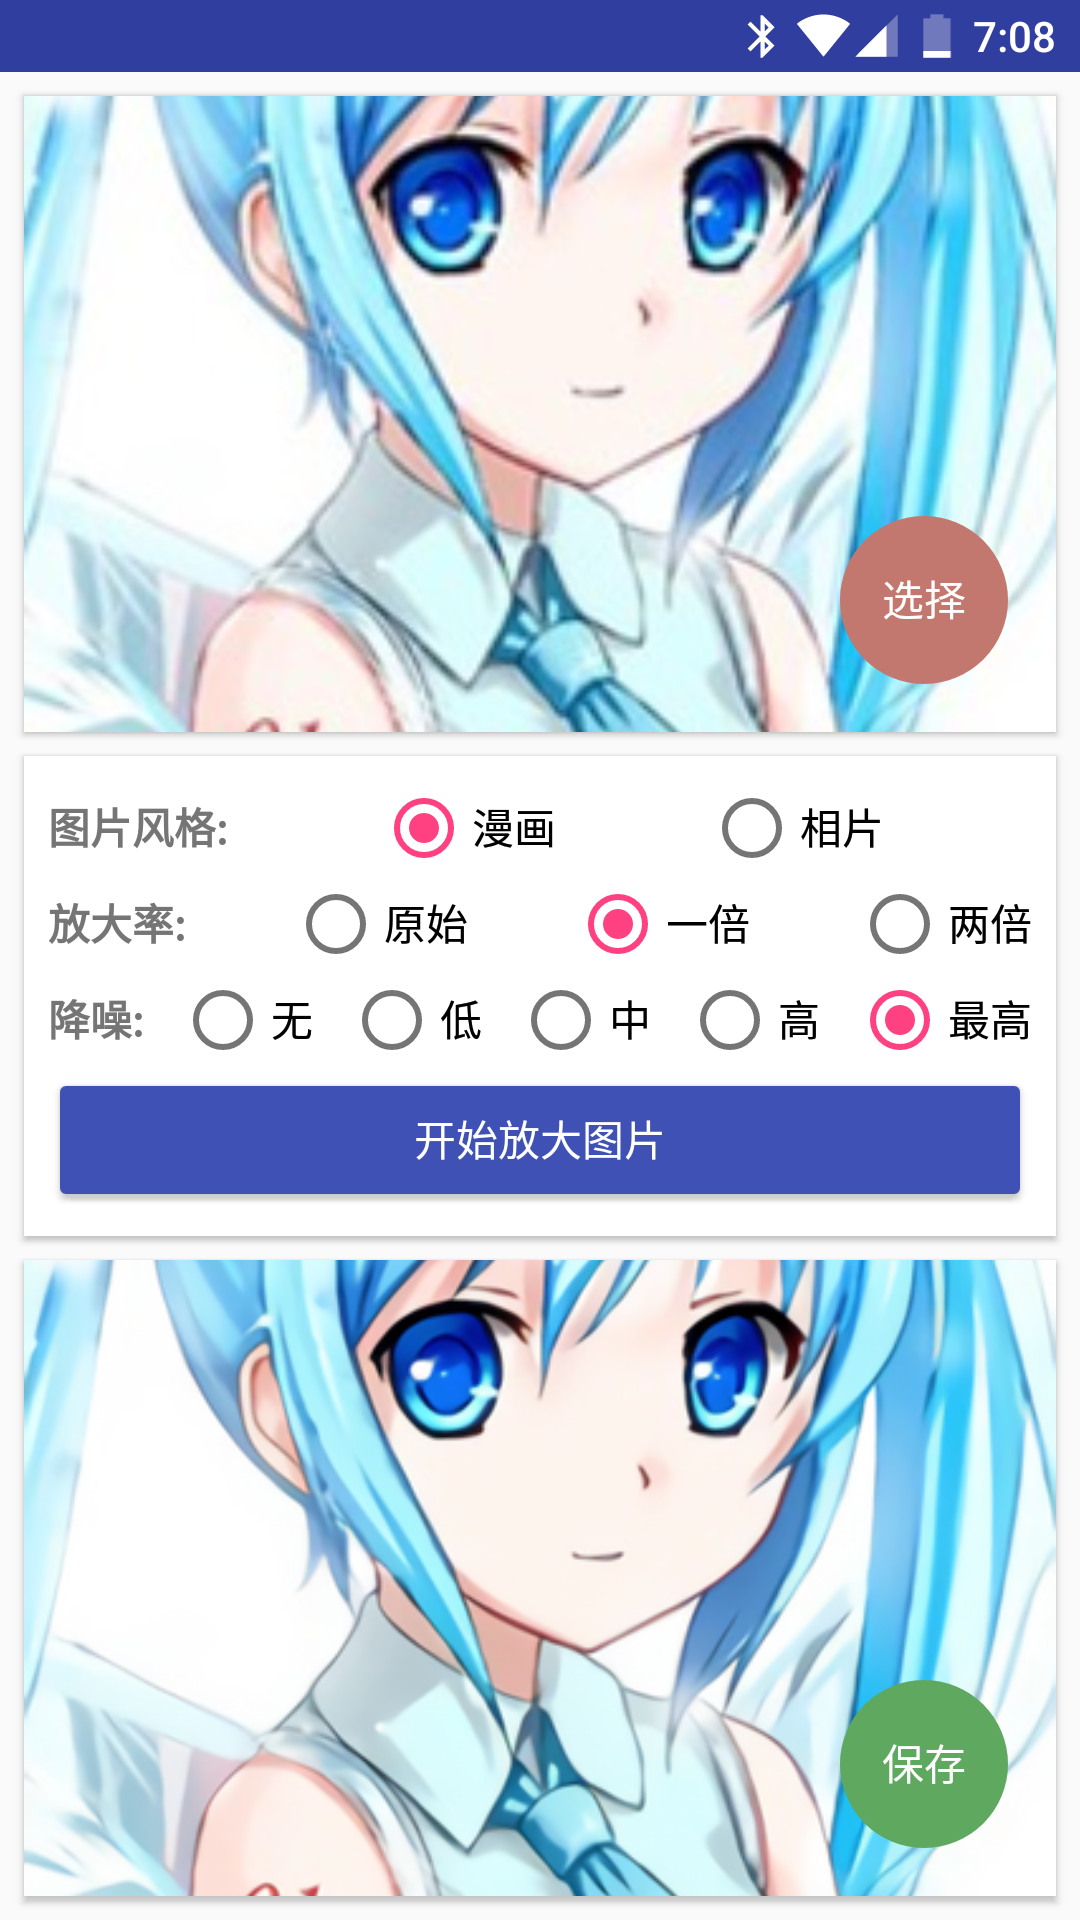 7:08
选择
图片风格: 漫画 相片
放大率: 原始 一倍 两倍
降噪: 无 低 中 高 最高
开始放大图片
保存